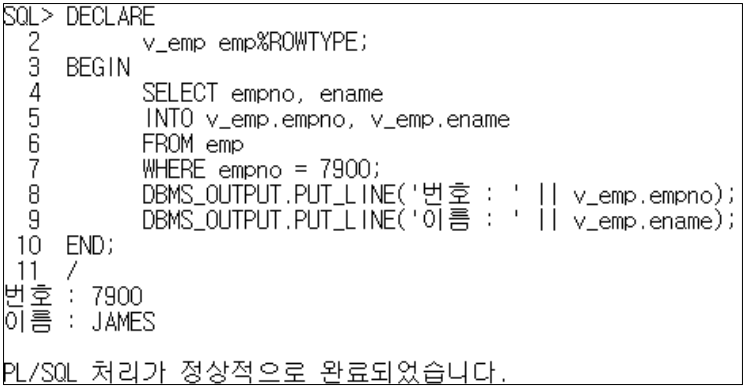 SQL> DECLARE
  2        v_emp emp%ROWTYPE;
  3  BEGIN
  4        SELECT empno, ename
  5        INTO v_emp.empno, v_emp.ename
  6        FROM emp
  7        WHERE empno = 7900;
  8        DBMS_OUTPUT.PUT_LINE('번호 : ' || v_emp.empno);
  9        DBMS_OUTPUT.PUT_LINE('이름 : ' || v_emp.ename);
 10  END;
 11  /
번호 : 7900
이름 : JAMES
PL/SQL 처리가 정상적으로 완료되었습니다.